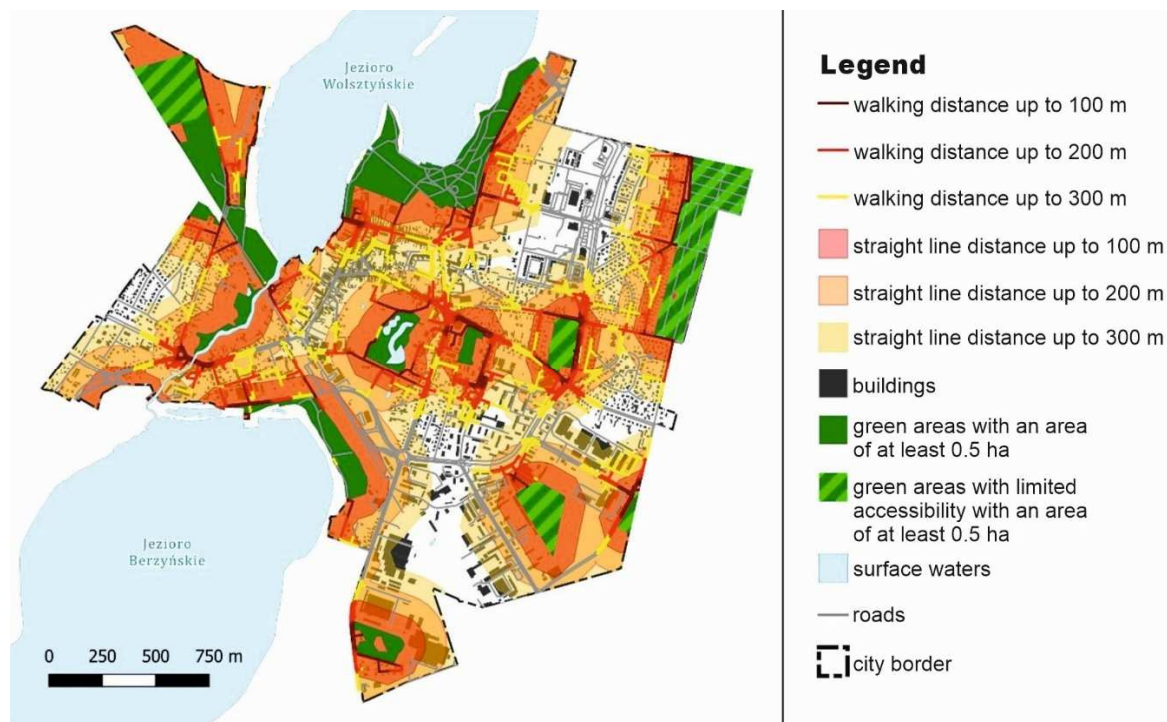 Jezioro
Wolsztyńskie
Jezioro
Berzyńskie
0 250 500 750 m
Legend
walking distance up to 100 m
walking distance up to 200 m
walking distance up to 300 m
straight line distance up to 100 m
straight line distance up to 200 m
straight line distance up to 300 m
buildings
green areas with an area
of at least 0.5 ha
green areas with limited
accessibility with an area
of at least 0.5 ha
surface waters
roads
city border